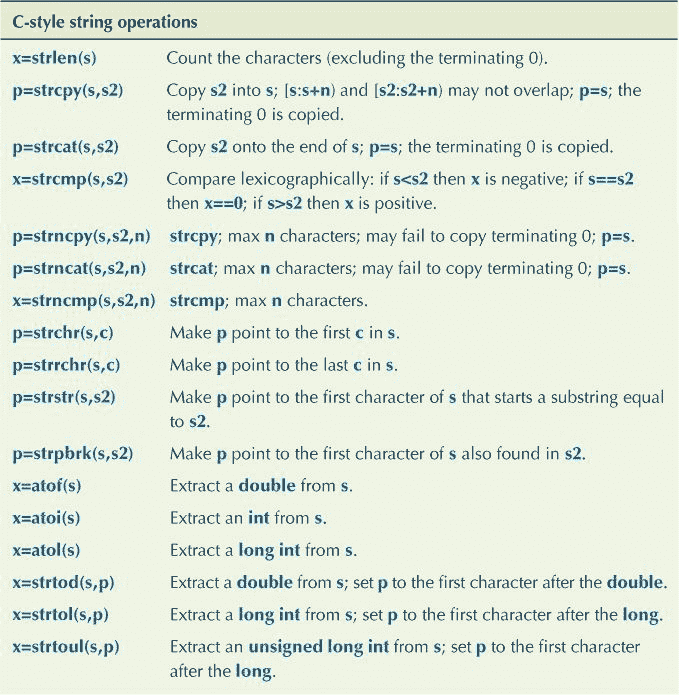 C-style string operations
x=strlen(s) Count the characters (excluding the terminating 0).
p=strcpy(s,s2) Copy s2 into s; [s:s+n) and [s2:s2+n) may not overlap; p=s; the
terminating 0 is copied.
p=strcat(s,s2) Copy s2 onto the end of s; p=s; the terminating 0 is copied.
x=strcmp(s,s2) Compare lexicographically: if s<s2 then x is negative; if s==s2
then x==0; if s>s2 then x is positive.
p=strncpy(s,s2,n) strcpy; max n characters; may fail to copy terminating 0; p=s.
p=strncat(s,s2,n) strcat; max n characters; may fail to copy terminating 0; p=s.
x=strncmp(s,s2,n) strcmp; max n characters.
p=strchr(s,c) Make p point to the first c in s.
p=strrchr(s,c) Make p point to the last c in s.
p=strstr(s,s2) Make p point to the first character of s that starts a substring equal
to s2.
p=strpbrk(s,s2) Make p point to the first character of s also found in s2.
x=atof(s) Extract a double from s.
x=atoi(s) Extract an int from s.
x=atol(s) Extract a long int from s.
x=strtod(s,p) Extract a double from s; set p to the first character after the double.
x=strtol(s,p) Extract a long int from s; set p to the first character after the long.
x=strtoul(s,p) Extract an unsigned long int from s; set p to the first character
after the long.